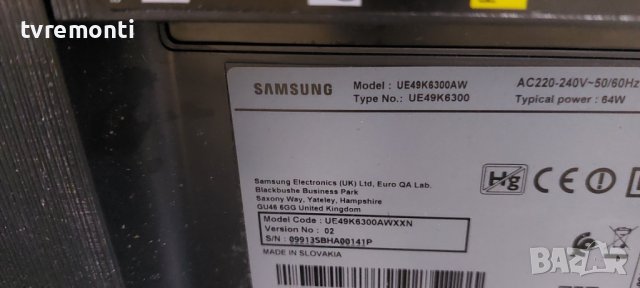 tvremonti
SAMSUNG
Model : UE49K6300AW
Type No.: UE49K6300
AC220-240V~50/60Hz
Typical power : 64W
Samsung Electronics (UK) Ltd, Euro QA Lab.
Blackbushe Business Park
Saxony Way, Yateley, Hampshire
GU46 6GG United Kingdom
Hg
CE
Model Code : UE49K6300AWXXN
Version No : 02
S/N : 09913SBHA00141P
MADE IN SLOVAKIA
bazar.bg